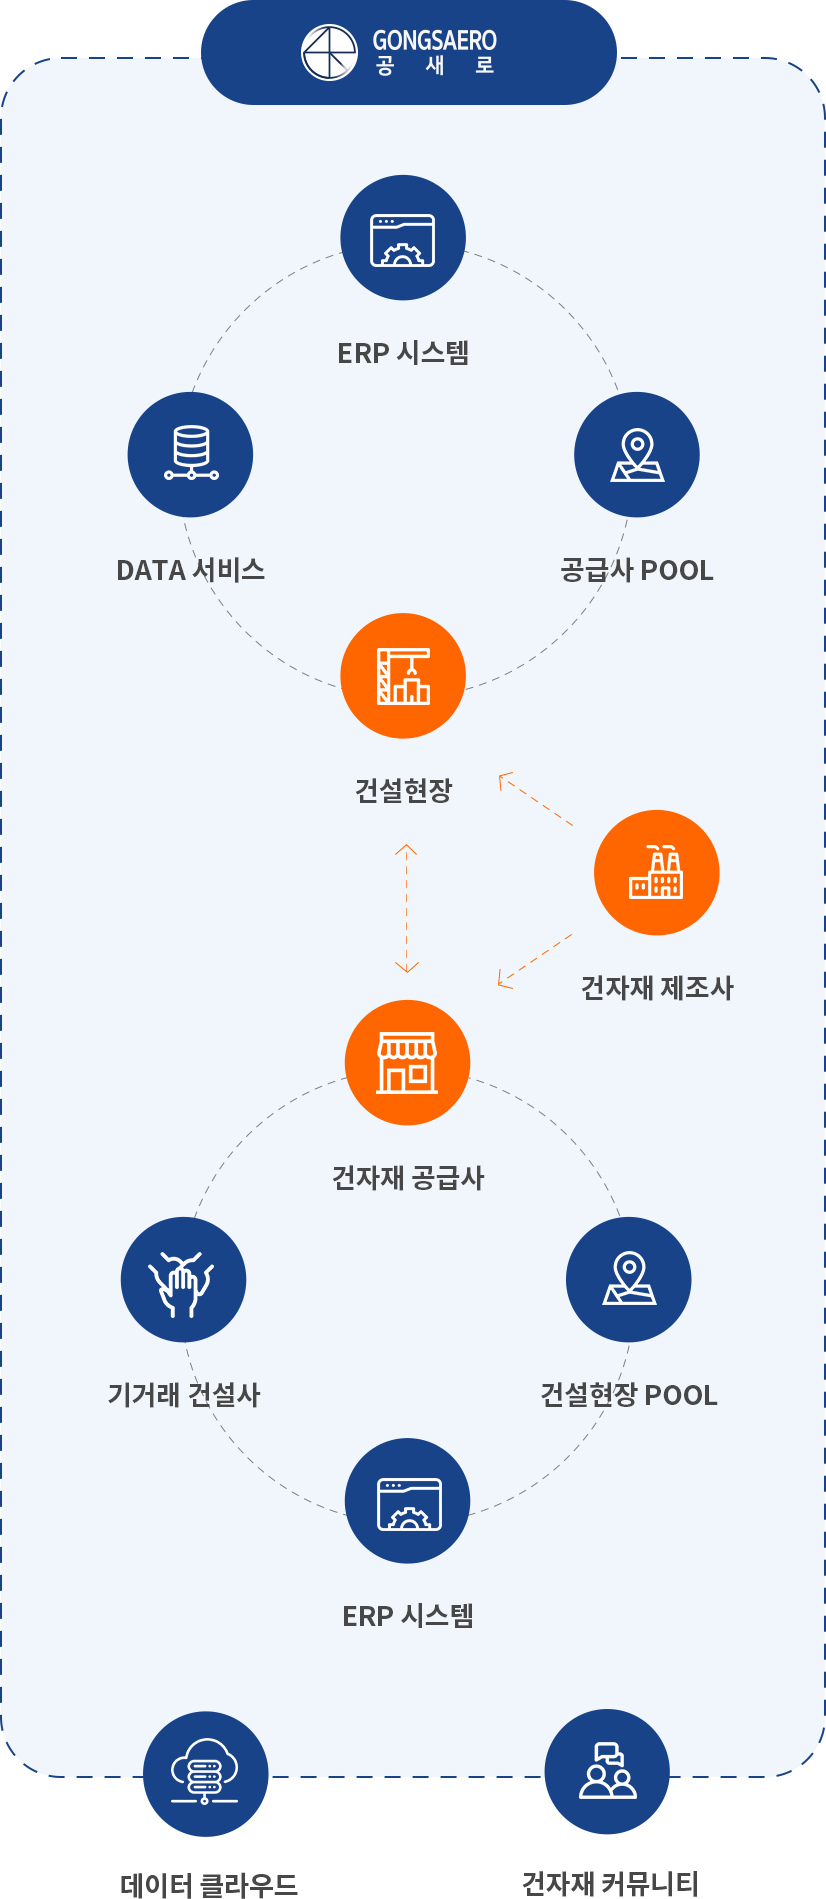 GONGSAERO
공 새 로
ERP 시스템
DATA 서비스
공급사 POOL
건설현장
건자재 제조사
건자재 공급사
기거래 건설사
건설현장 POOL
ERP 시스템
데이터 클라우드
건자재 커뮤니티